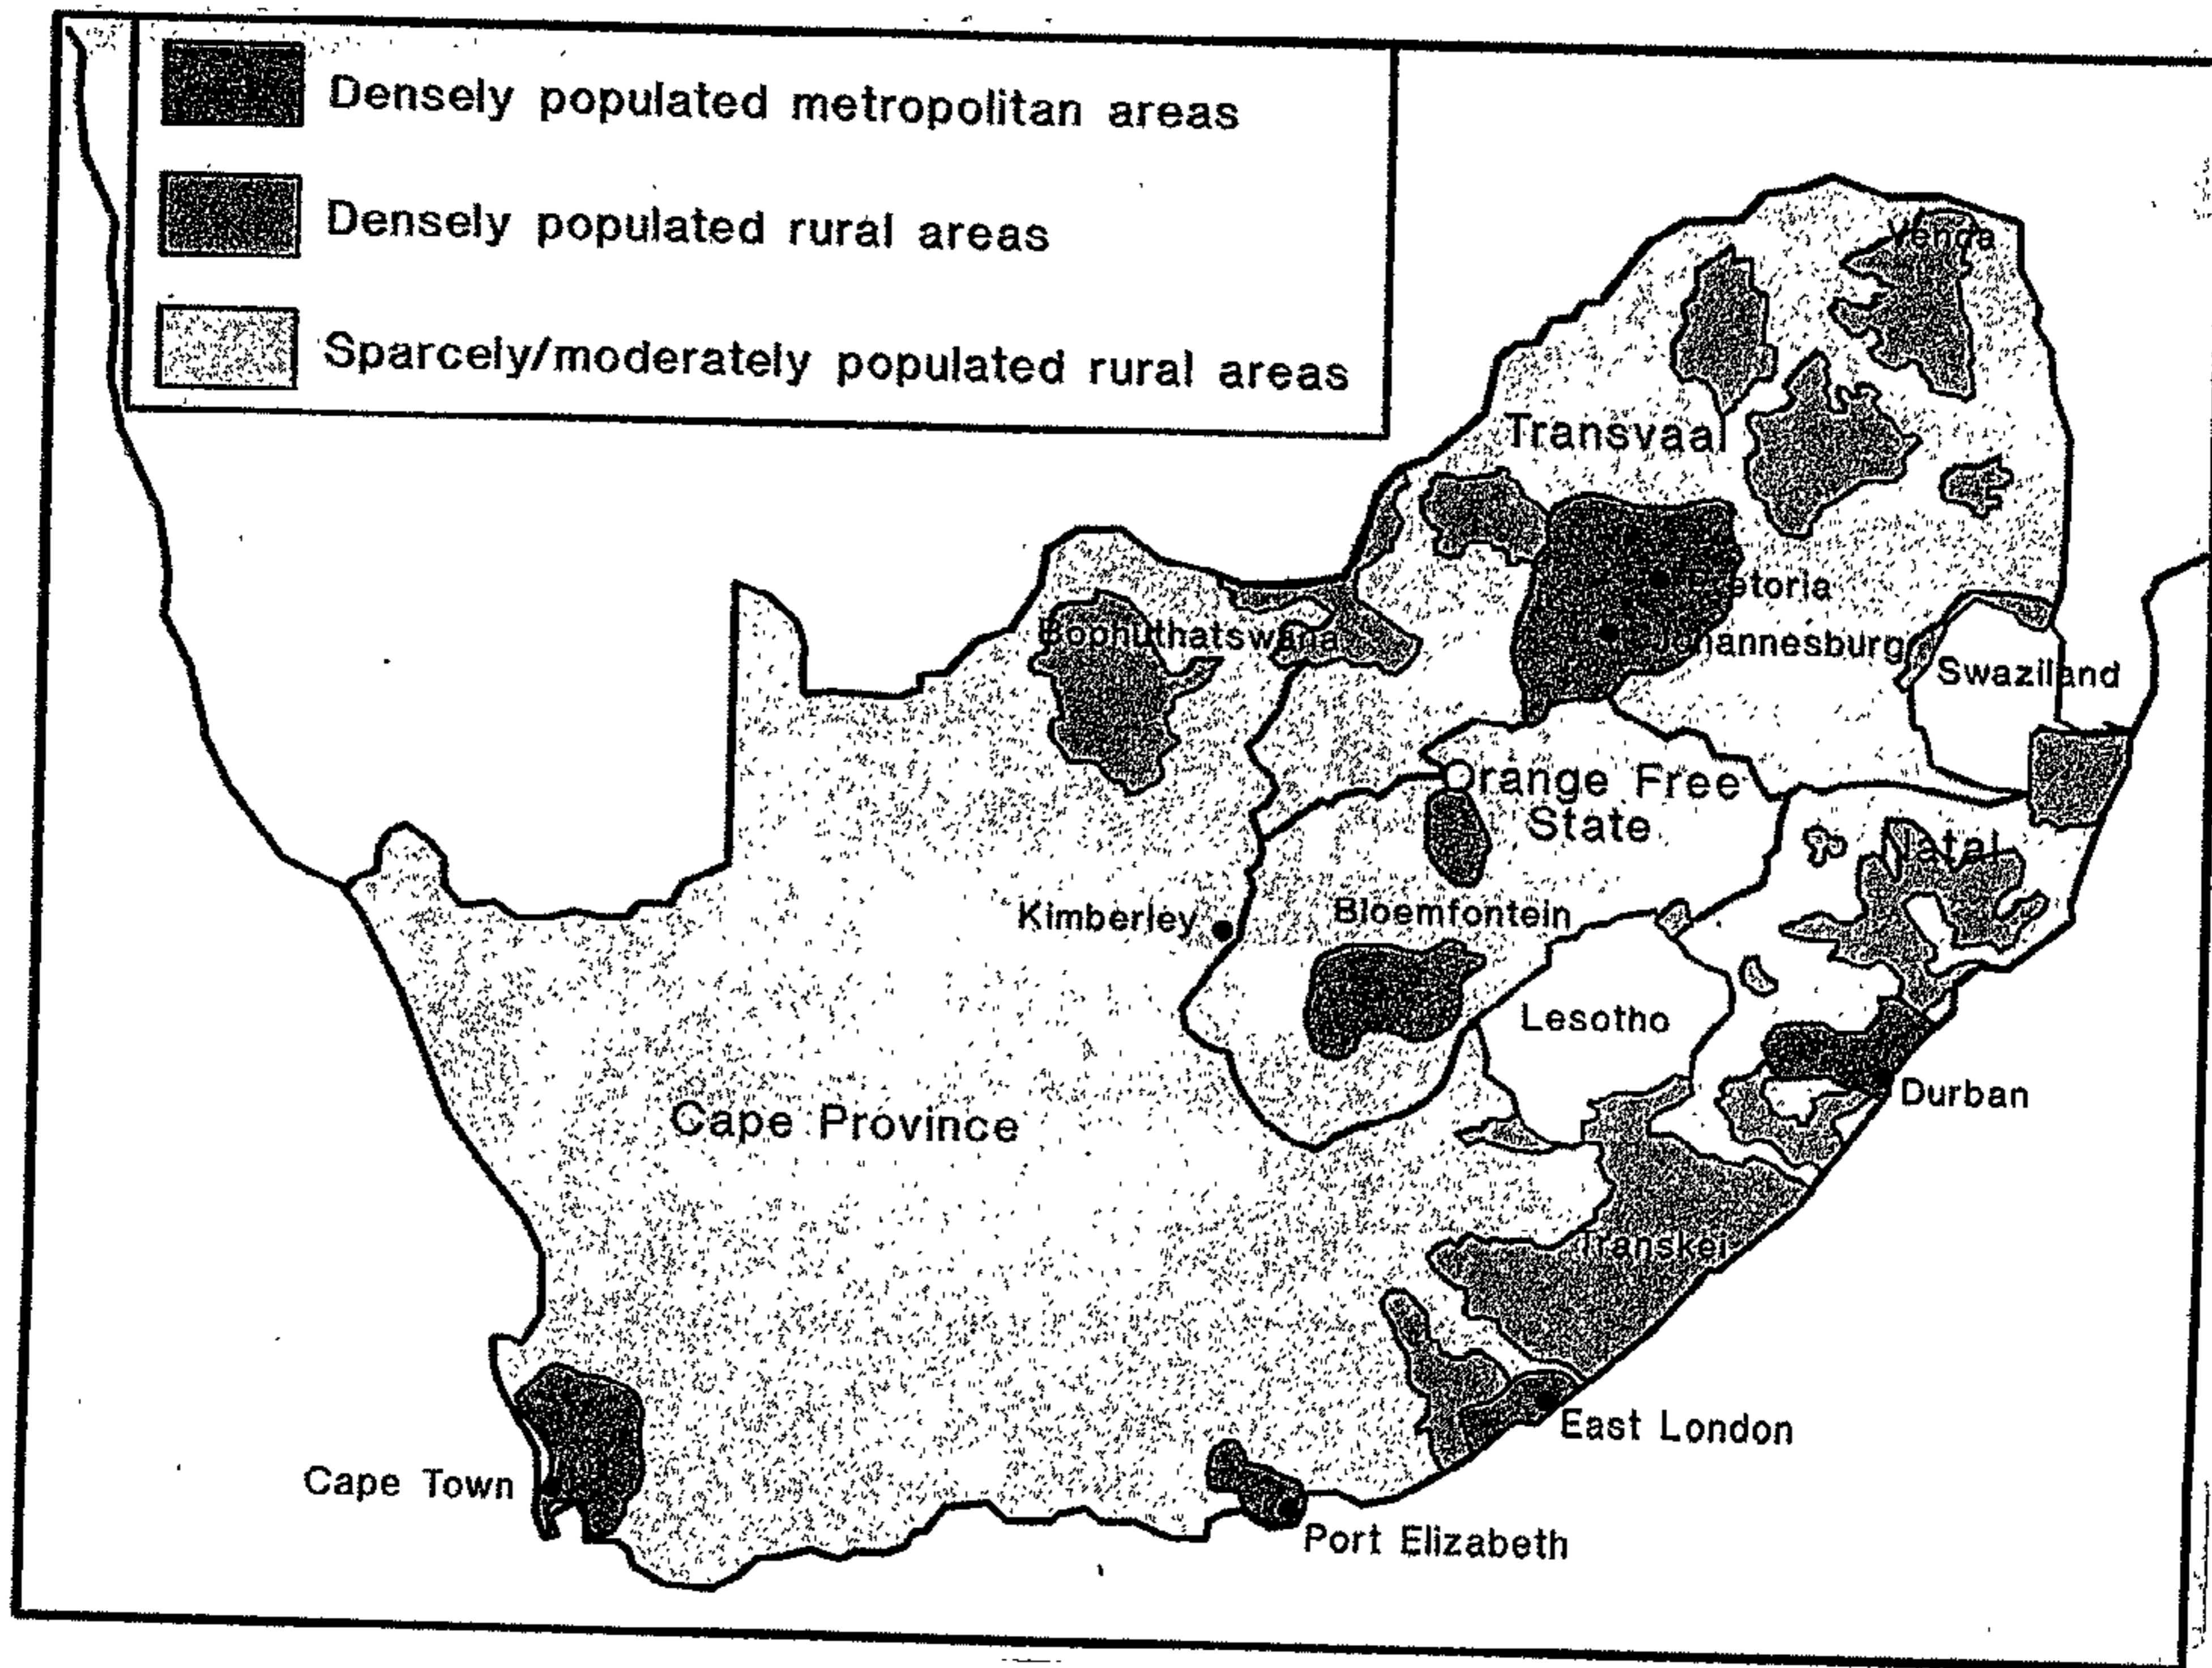 Densely populated metropolitan areas
Densely populated rural areas
Sparcely/moderately populated rural areas
Venda
Transvaal
Pretoria
Bophuthatswana
Johannesburg
Swaziland
Orange Free
State
Natal
Kimberley
Bloemfontein
Lesotho
Durban
Cape Province
Transkei
East London
Cape Town
Port Elizabeth